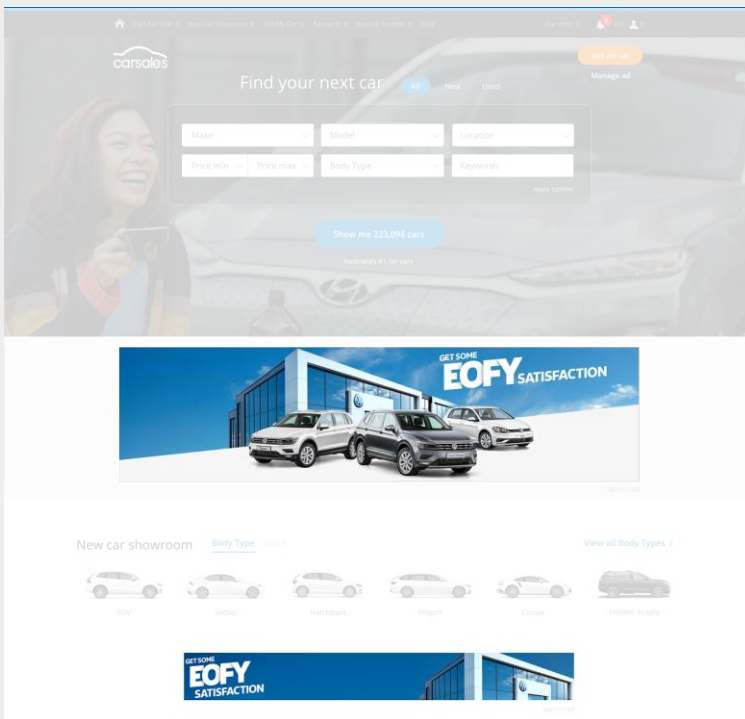 Cars For Sale New Car Showroom Sell My Car Research News & Reviews Help
carsales
Sell my car
Manage ad
Find your next car All New Used
Make Model Location
Price min Price max Body Type Keywords
more options
Show me 223,098 cars
Australia's #1 for cars
GET SOME
EOFY SATISFACTION
Sponsored
New car showroom Body Type Make View all Body Types
SUV Sedan Hatchback Wagon Coupe Holden Acadia
GET SOME
EOFY
SATISFACTION
Sponsored